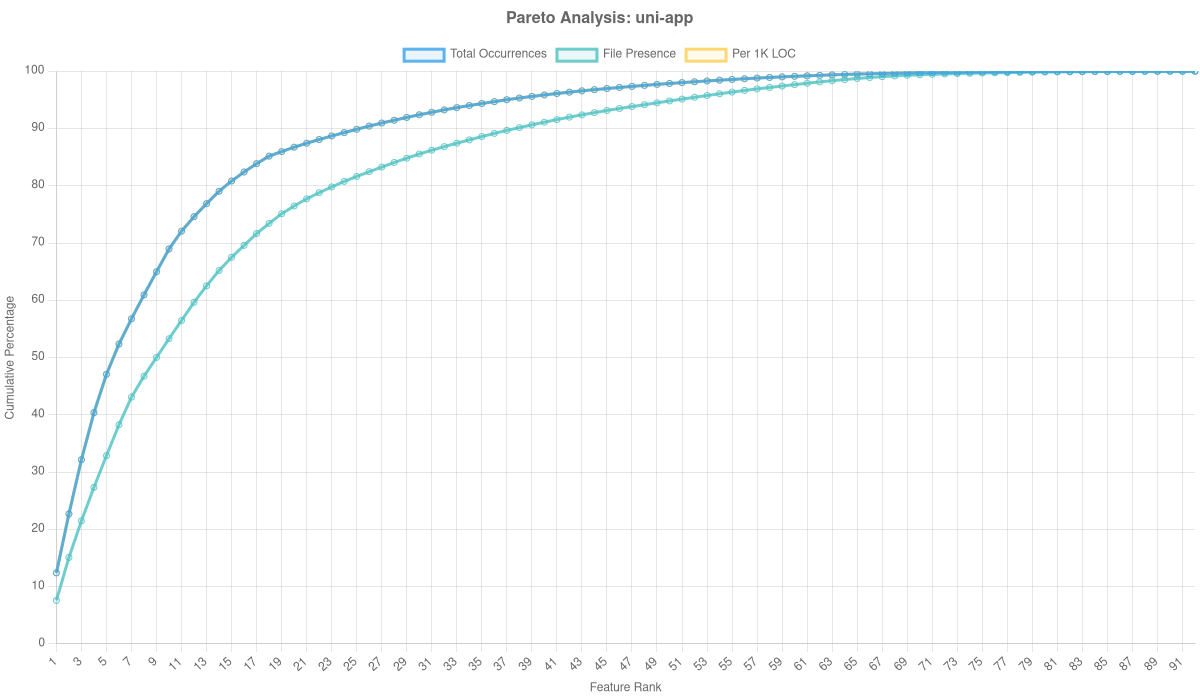 Pareto Analysis: uni-app
Total Occurrences File Presence Per 1K LOC
Cumulative Percentage
100
90
80
70
60
50
40
30
20
10
0
1 3 5 7 9 11 13 15 17 19 21 23 25 27 29 31 33 35 37 39 41 43 45 47 49 51 53 55 57 59 61 63 65 67 69 71 73 75 77 79 81 83 85 87 89 91
Feature Rank